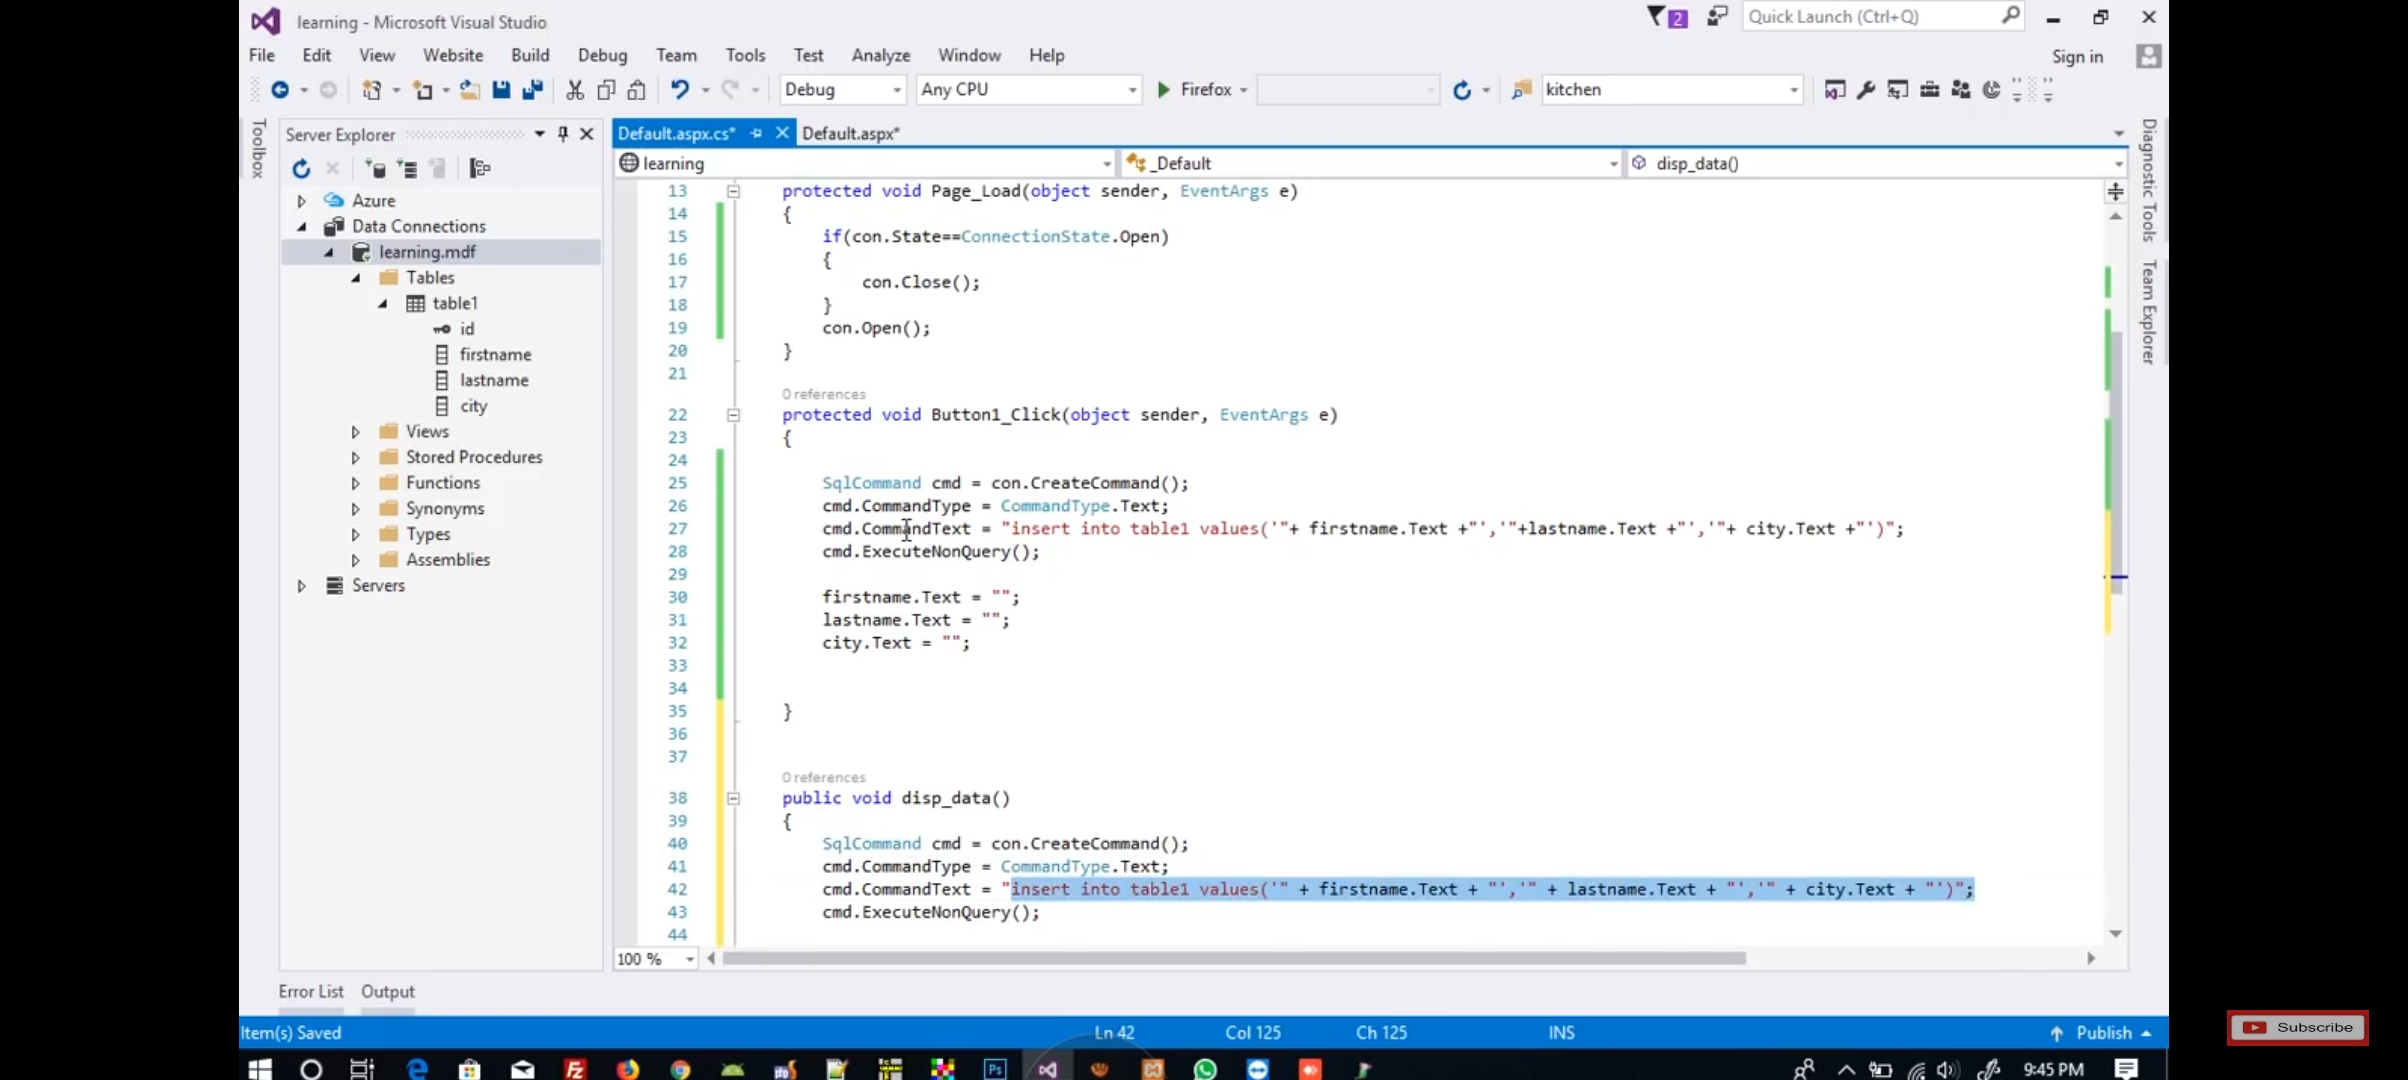 learning - Microsoft Visual Studio
2
Quick Launch (Ctrl+Q)
File Edit View Website Build Debug Team Tools Test Analyze Window Help
Sign in
Debug Any CPU Firefox kitchen
Toolbox
Server Explorer
Azure
Data Connections
learning.mdf
Tables
table1
id
firstname
lastname
city
Views
Stored Procedures
Functions
Synonyms
Types
Assemblies
Servers
Default.aspx.cs* Default.aspx*
learning _Default disp_data()
13 protected void Page_Load(object sender, EventArgs e)
14 {
15 if(con.State==ConnectionState.Open)
16 {
17 con.Close();
18 }
19 con.Open();
20 }
21
0 references
22 protected void Button1_Click(object sender, EventArgs e)
23 {
24
25 SqlCommand cmd = con.CreateCommand();
26 cmd.CommandType = CommandType.Text;
27 cmd.CommandText = "insert into table1 values('"+ firstname.Text +"','"+lastname.Text +"','"+ city.Text +"')";
28 cmd.ExecuteNonQuery();
29
30 firstname.Text = "";
31 lastname.Text = "";
32 city.Text = "";
33
34
35 }
36
37
0 references
38 public void disp_data()
39 {
40 SqlCommand cmd = con.CreateCommand();
41 cmd.CommandType = CommandType.Text;
42 cmd.CommandText = "insert into table1 values('" + firstname.Text + "','" + lastname.Text + "','" + city.Text + "')";
43 cmd.ExecuteNonQuery();
44
100 %
Diagnostic Tools
Team Explorer
Error List Output
Item(s) Saved Ln 42 Col 125 Ch 125 INS Publish
Subscribe
Fz
Ps
9:45 PM